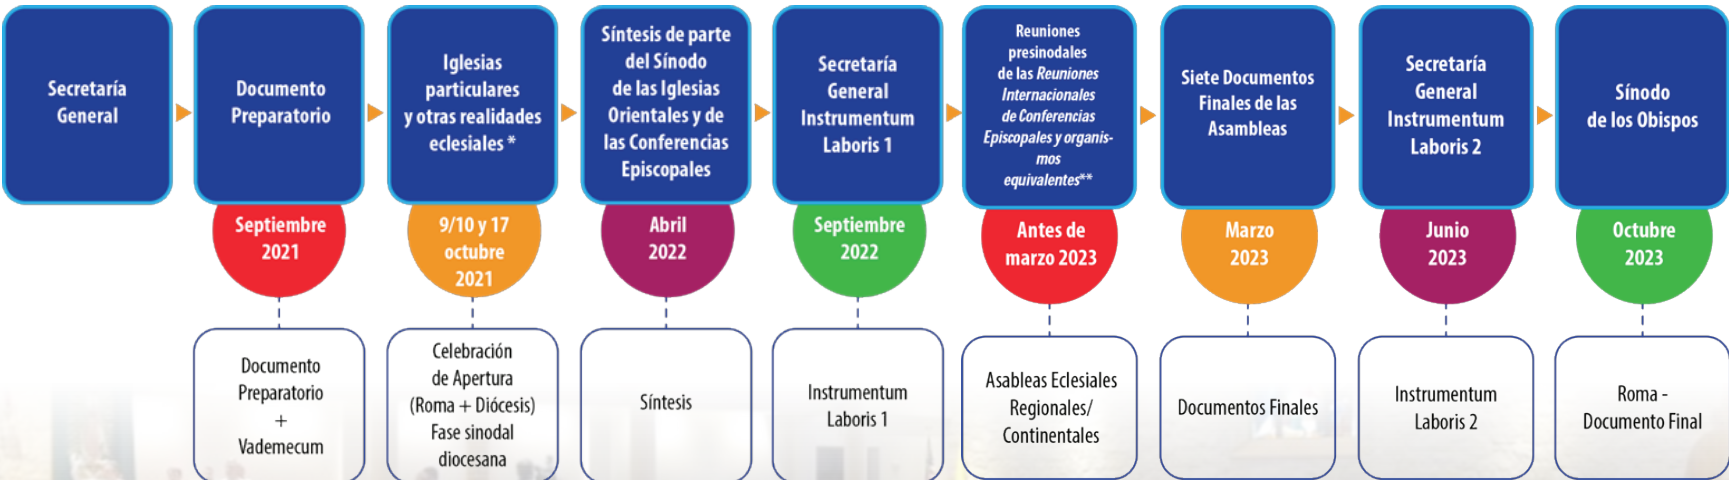 Secretaría
General
Documento
Preparatorio
Iglesias
particulares
y otras realidades
eclesiales *
Síntesis de parte
del Sínodo
de las Iglesias
Orientales y de
las Conferencias
Episcopales
Secretaría
General
Instrumentum
Laboris 1
Reuniones
presinodales
de las Reuniones
Internacionales
de Conferencias
Episcopales y organis-
mos
equivalentes**
Siete Documentos
Finales de las
Asambleas
Secretaría
General
Instrumentum
Laboris 2
Sínodo
de los Obispos
Septiembre
2021
9/10 y 17
octubre
2021
Abril
2022
Septiembre
2022
Antes de
marzo 2023
Marzo
2023
Junio
2023
Octubre
2023
Documento
Preparatorio
+
Vademecum
Celebración
de Apertura
(Roma + Diócesis)
Fase sinodal
diocesana
Síntesis
Instrumentum
Laboris 1
Asableas Eclesiales
Regionales/
Continentales
Documentos Finales
Instrumentum
Laboris 2
Roma -
Documento Final